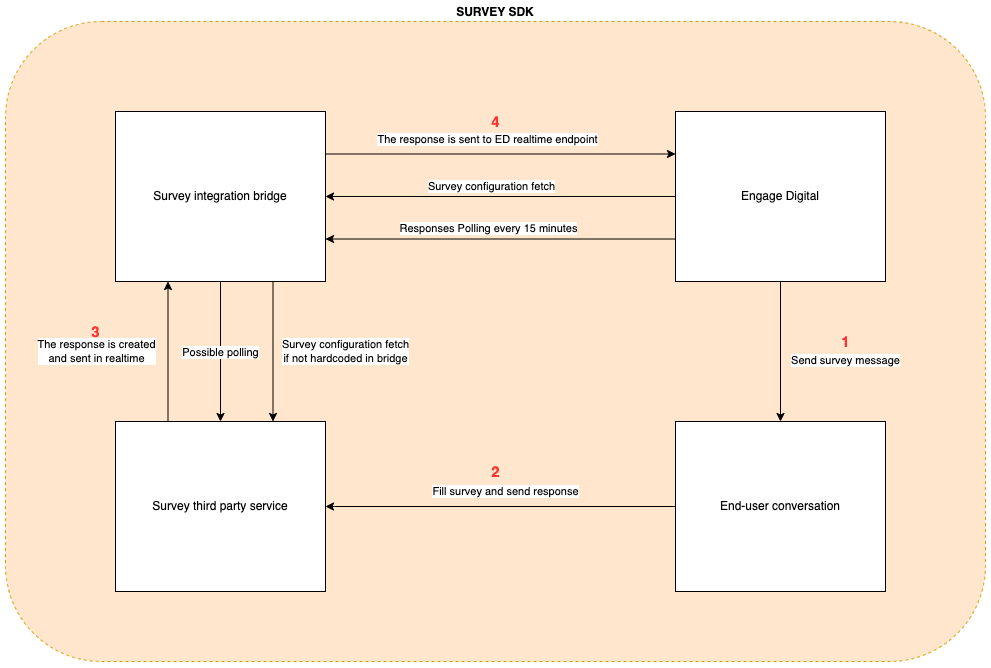 SURVEY SDK
4
The response is sent to ED realtime endpoint
Survey integration bridge
Survey configuration fetch
Engage Digital
Responses Polling every 15 minutes
3
The response is created
and sent in realtime
Possible polling
Survey configuration fetch
if not hardcoded in bridge
1
Send survey message
2
Fill survey and send response
Survey third party service
End-user conversation